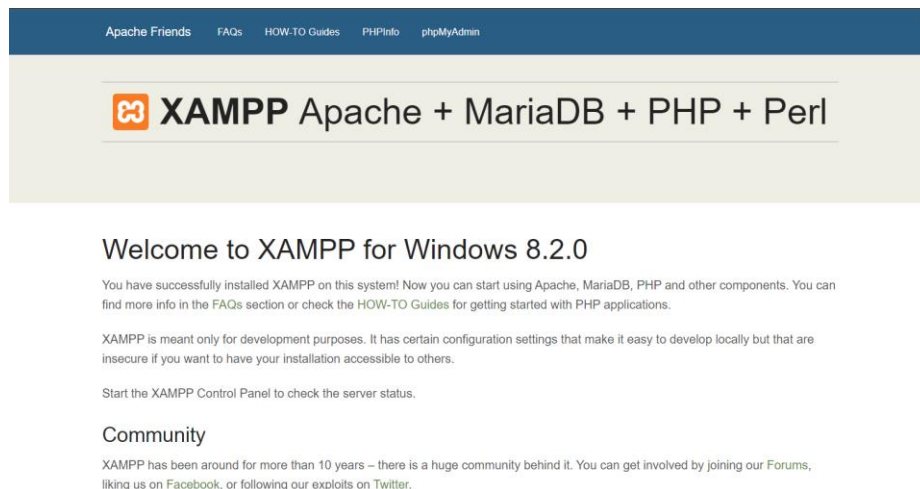 Apache Friends FAQs HOW-TO Guides PHPInfo phpMyAdmin
XAMPP Apache + MariaDB + PHP + Perl
Welcome to XAMPP for Windows 8.2.0
You have successfully installed XAMPP on this system! Now you can start using Apache, MariaDB, PHP and other components. You can
find more info in the FAQs section or check the HOW-TO Guides for getting started with PHP applications.
XAMPP is meant only for development purposes. It has certain configuration settings that make it easy to develop locally but that are
insecure if you want to have your installation accessible to others.
Start the XAMPP Control Panel to check the server status.
Community
XAMPP has been around for more than 10 years – there is a huge community behind it. You can get involved by joining our Forums,
liking us on Facebook, or following our exploits on Twitter.